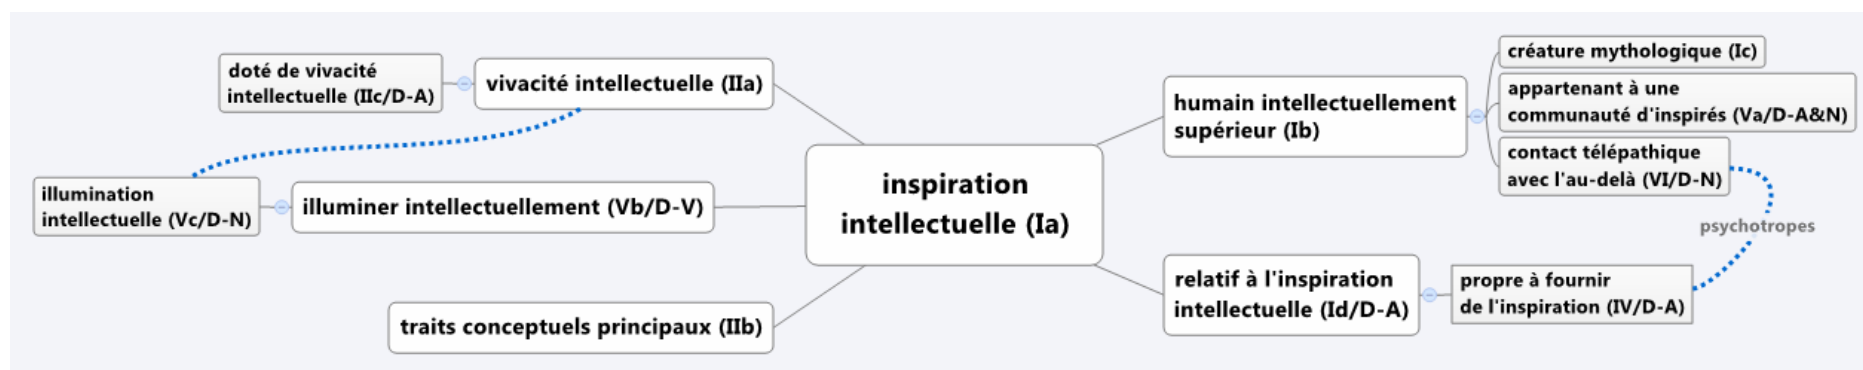 doté de vivacité
intellectuelle (IIc/D-A)
vivacité intellectuelle (IIa)
illumination
intellectuelle (Vc/D-N)
illuminer intellectuellement (Vb/D-V)
traits conceptuels principaux (IIb)
inspiration
intellectuelle (Ia)
humain intellectuellement
supérieur (Ib)
créature mythologique (Ic)
appartenant à une
communauté d'inspirés (Va/D-A&N)
contact télépathique
avec l'au-delà (VI/D-N)
psychotropes
relatif à l'inspiration
intellectuelle (Id/D-A)
propre à fournir
de l'inspiration (IV/D-A)